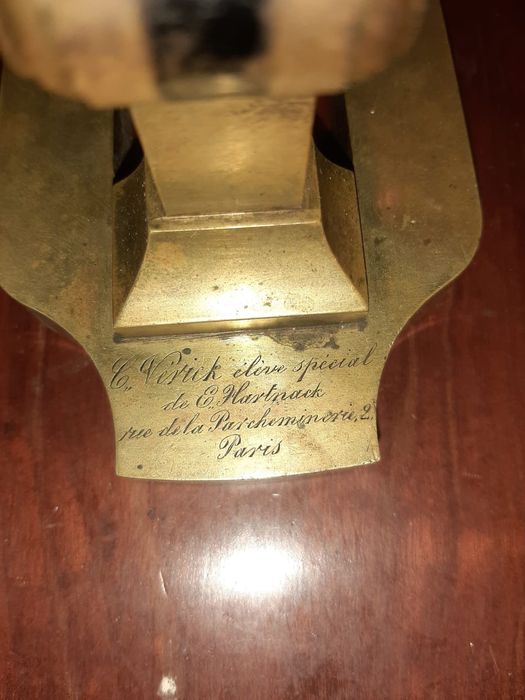 C. Verick élève spécial
de E. Hartnack
rue de la Parcheminerie, 2,
Paris